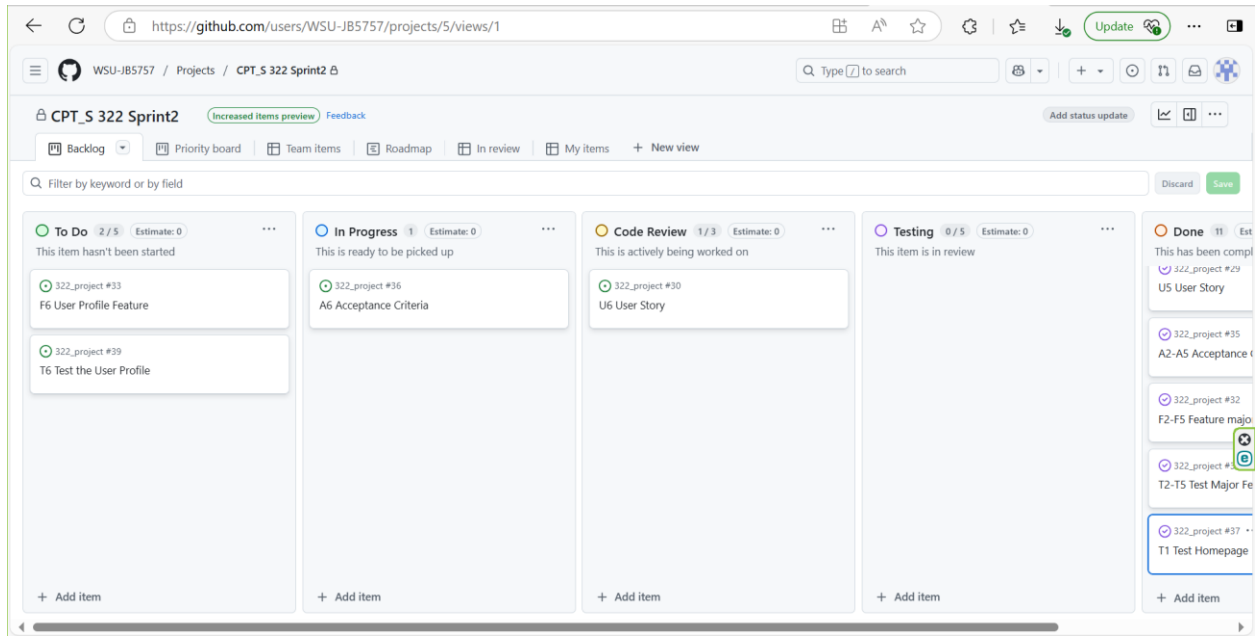 https://github.com/users/WSU-JB5757/projects/5/views/1
Update
WSU-JB5757 / Projects / CPT_S 322 Sprint2
Type / to search
CPT_S 322 Sprint2
Increased items preview
Feedback
Add status update
Backlog
Priority board
Team items
Roadmap
In review
My items
+ New view
Filter by keyword or by field
Discard
Save
To Do 2 / 5 Estimate: 0
This item hasn't been started
322_project #33
F6 User Profile Feature
322_project #39
T6 Test the User Profile
+ Add item
In Progress 1 Estimate: 0
This is ready to be picked up
322_project #36
A6 Acceptance Criteria
+ Add item
Code Review 1 / 3 Estimate: 0
This is actively being worked on
322_project #30
U6 User Story
+ Add item
Testing 0 / 5 Estimate: 0
This item is in review
+ Add item
Done 11 Est
This has been compl
322_project #29
U5 User Story
322_project #35
A2-A5 Acceptance
322_project #32
F2-F5 Feature majo
322_project
T2-T5 Test Major Fe
322_project #37
T1 Test Homepage
+ Add item